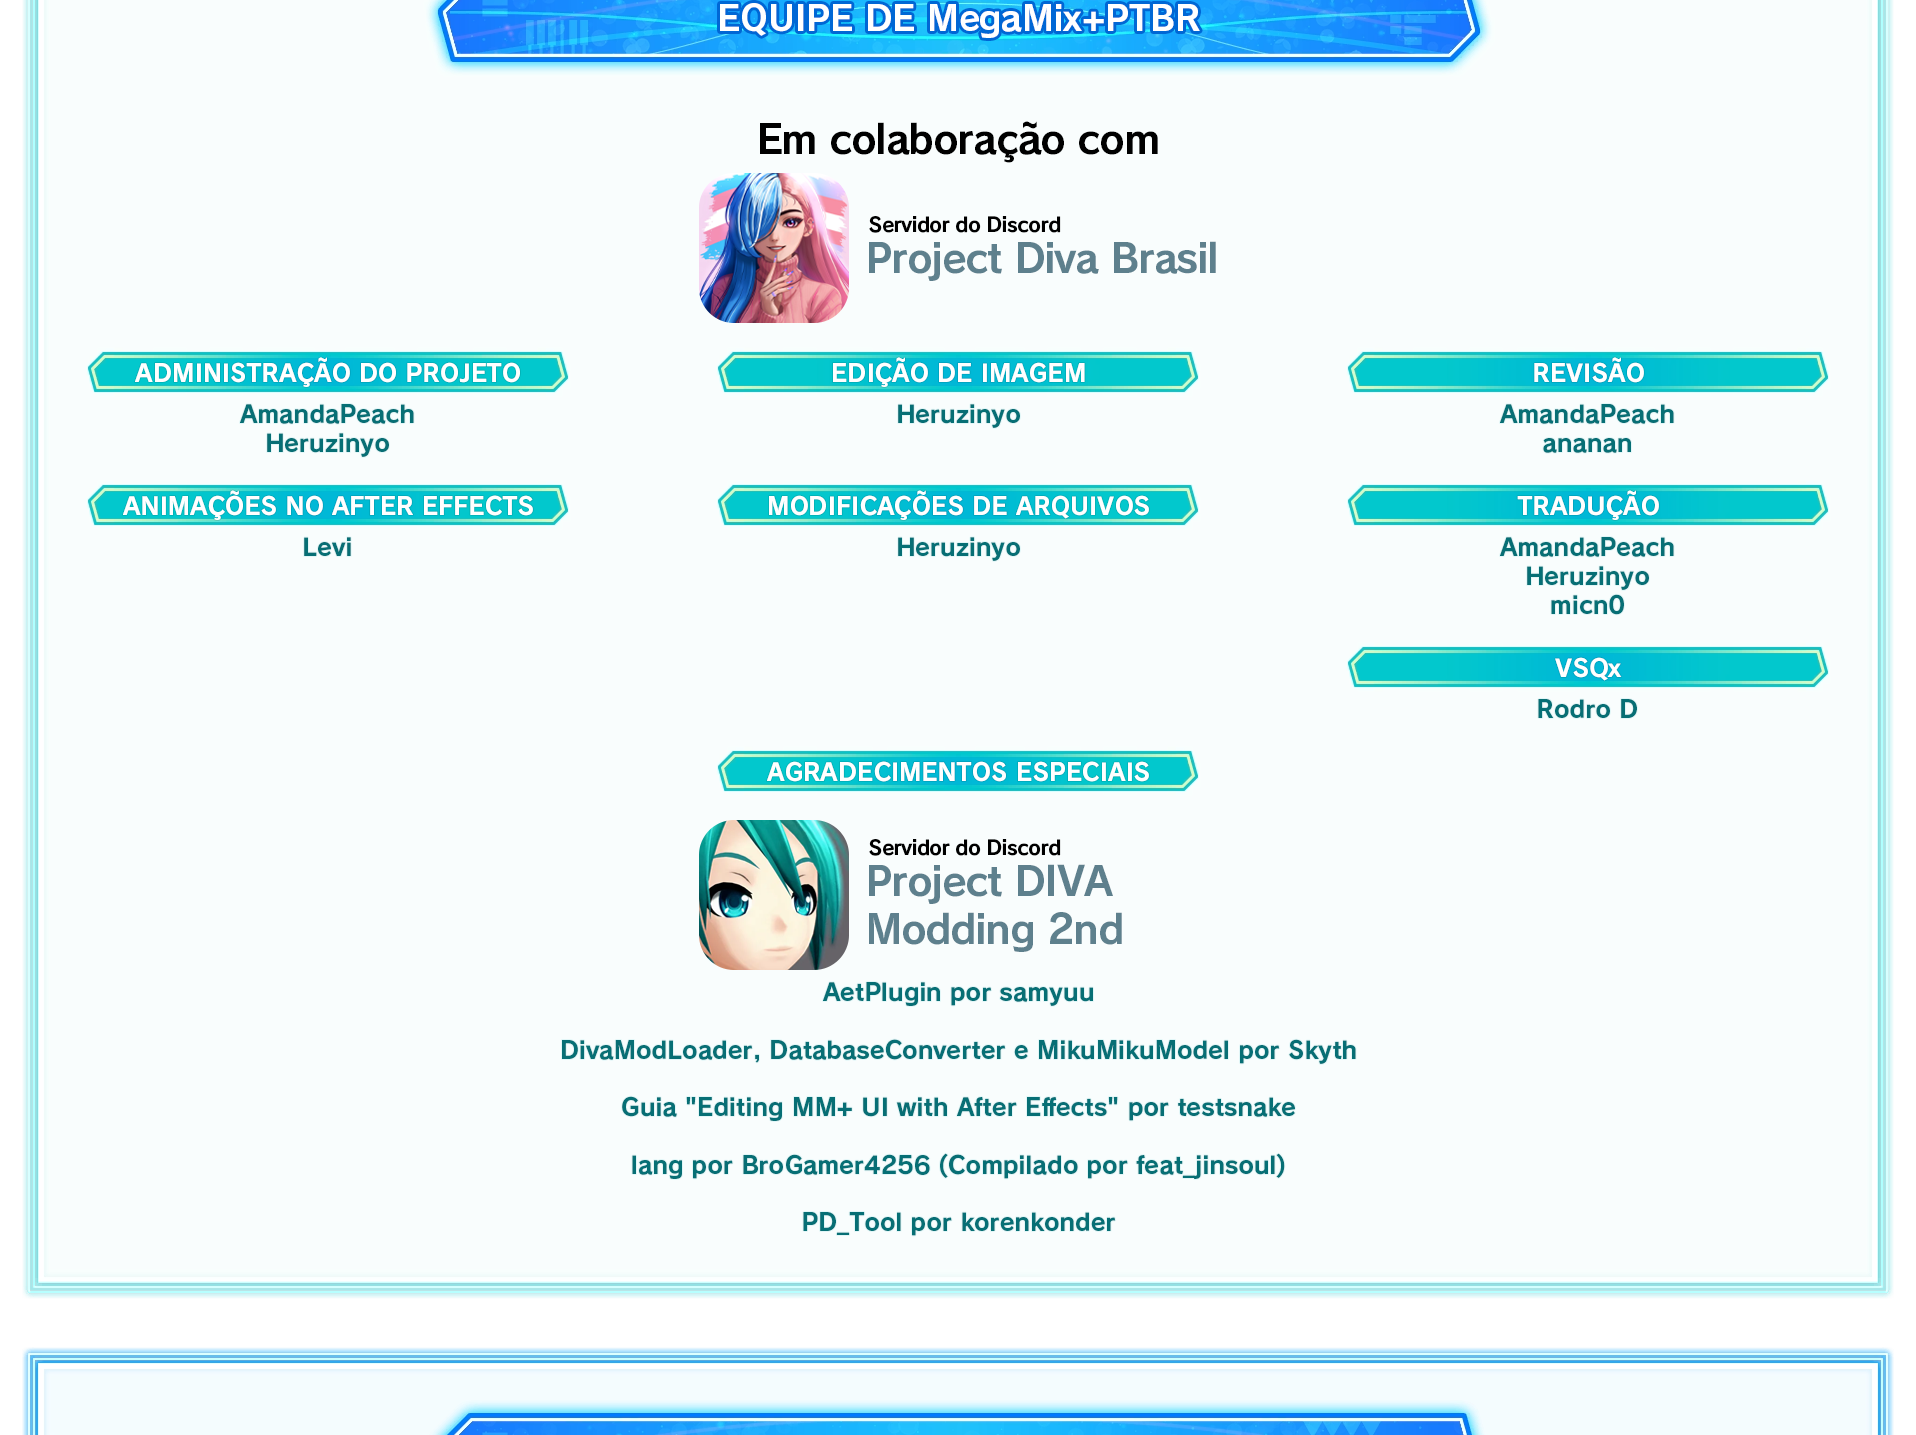 EQUIPE DE MegaMix+PTBR
Em colaboração com
Servidor do Discord
Project Diva Brasil
ADMINISTRAÇÃO DO PROJETO
AmandaPeach
Heruzinyo
EDIÇÃO DE IMAGEM
Heruzinyo
REVISÃO
AmandaPeach
ananan
ANIMAÇÕES NO AFTER EFFECTS
Levi
MODIFICAÇÕES DE ARQUIVOS
Heruzinyo
TRADUÇÃO
AmandaPeach
Heruzinyo
micn0
VSQx
Rodro D
AGRADECIMENTOS ESPECIAIS
Servidor do Discord
Project DIVA
Modding 2nd
AetPlugin por samyuu
DivaModLoader, DatabaseConverter e MikuMikuModel por Skyth
Guia "Editing MM+ UI with After Effects" por testsnake
lang por BroGamer4256 (Compilado por feat_jinsoul)
PD_Tool por korenkonder